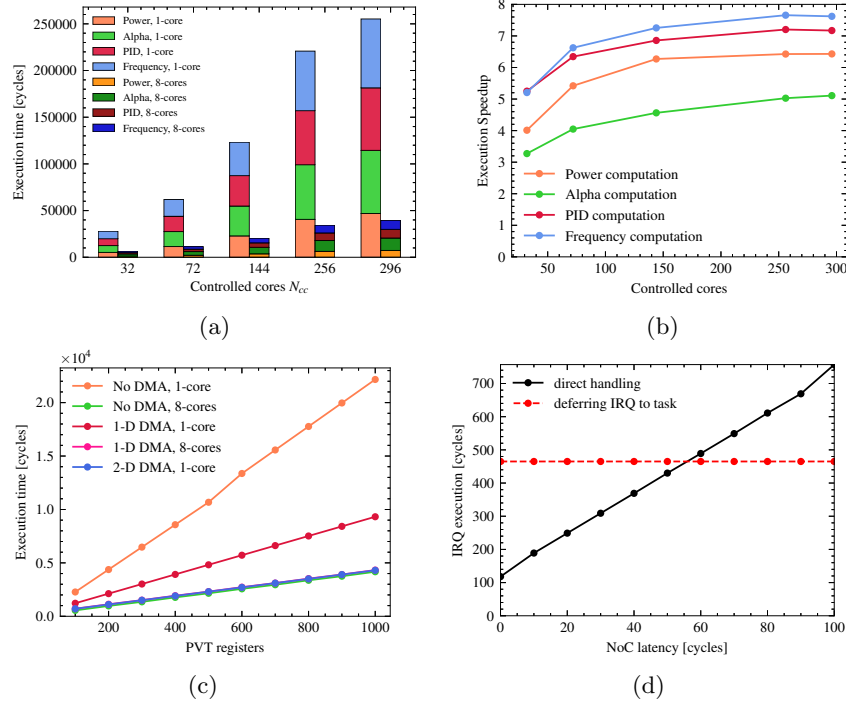 Execution time [cycles]
250000
200000
150000
100000
50000
0
Power, 1-core
Alpha, 1-core
PID, 1-core
Frequency, 1-core
Power, 8-cores
Alpha, 8-cores
PID, 8-cores
Frequency, 8-cores
32 72 144 256 296
Controlled cores N_cc
(a)
Execution Speedup
8
7
6
5
4
3
2
1
0
Power computation
Alpha computation
PID computation
Frequency computation
50 100 150 200 250 300
Controlled cores
(b)
×10^4
Execution time [cycles]
2.0
1.5
1.0
0.5
0.0
No DMA, 1-core
No DMA, 8-cores
1-D DMA, 1-core
1-D DMA, 8-cores
2-D DMA, 1-core
200 400 600 800 1000
PVT registers
(c)
IRQ execution [cycles]
700
600
500
400
300
200
100
0
direct handling
deferring IRQ to task
0 20 40 60 80 100
NoC latency [cycles]
(d)